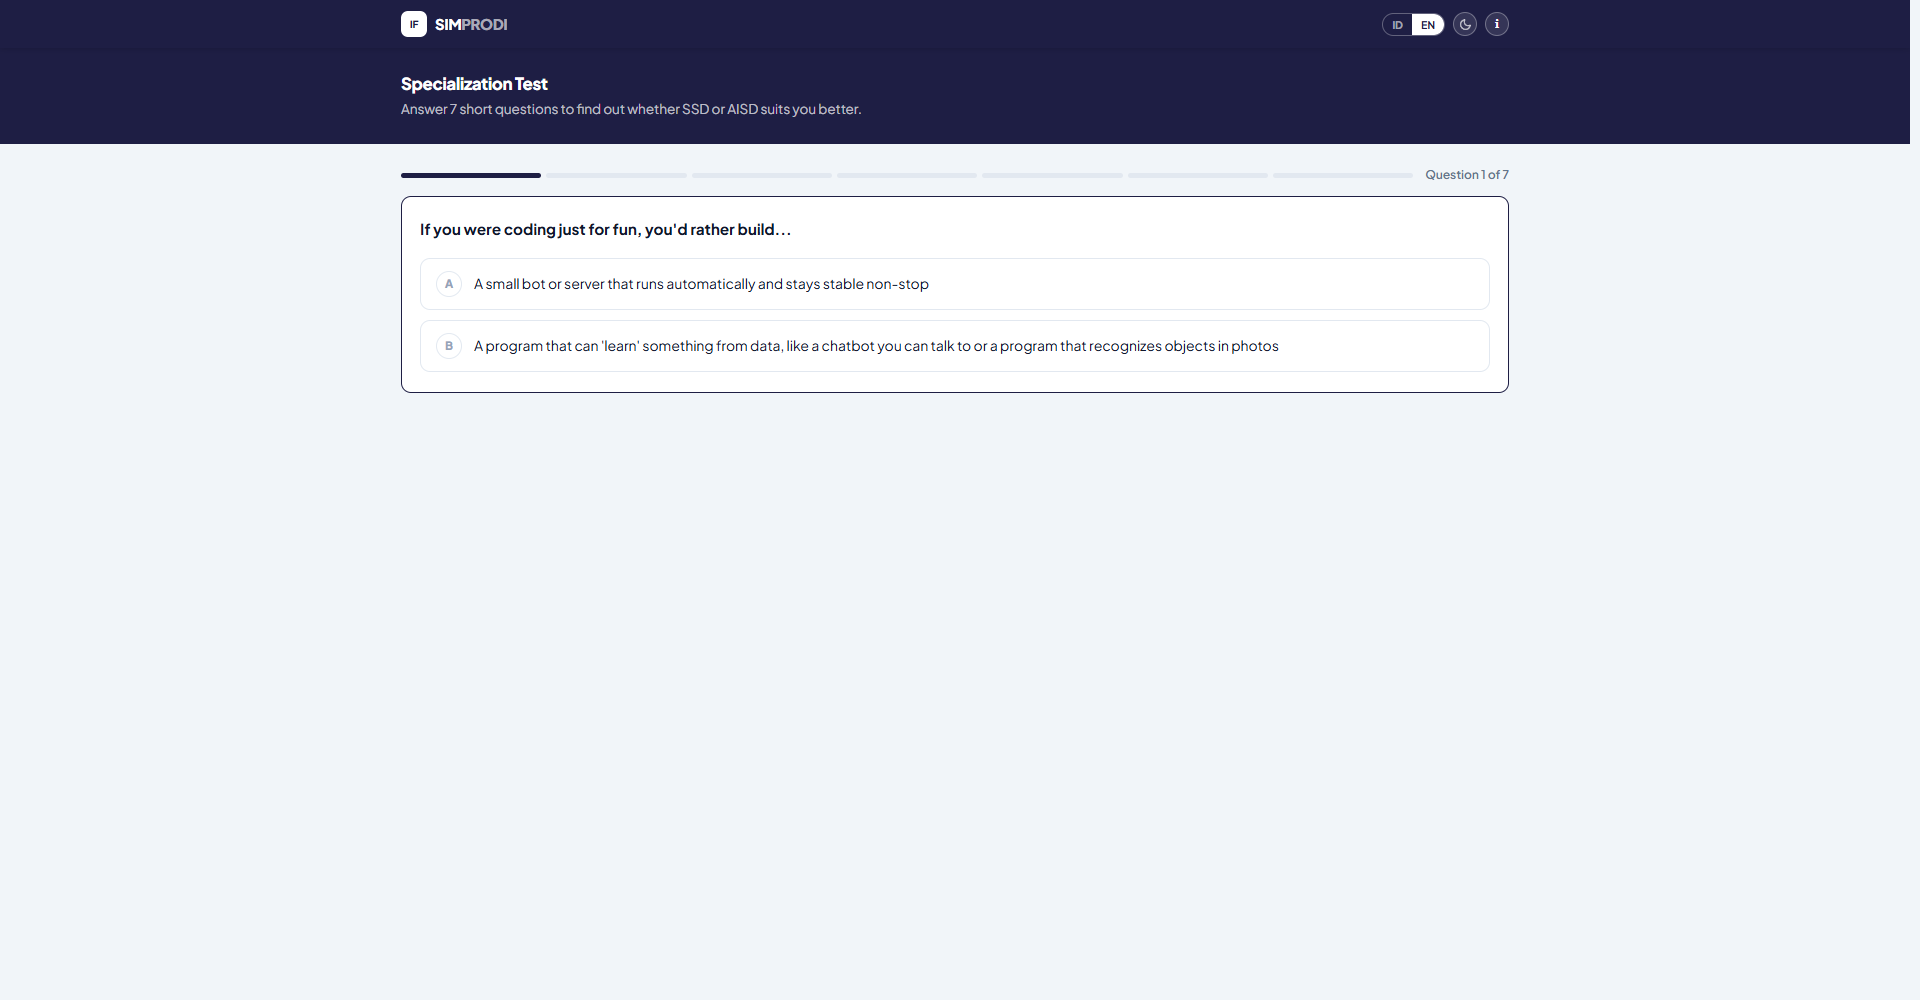 IF SIMPRODI
ID EN i
Specialization Test
Answer 7 short questions to find out whether SSD or AISD suits you better.
Question 1 of 7
If you were coding just for fun, you'd rather build...
A A small bot or server that runs automatically and stays stable non-stop
B A program that can 'learn' something from data, like a chatbot you can talk to or a program that recognizes objects in photos